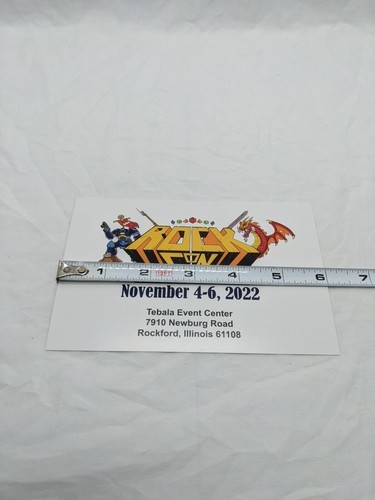 ROCK
CON
1 2 3 4 5 6 7
November 4-6, 2022
Tebala Event Center
7910 Newburg Road
Rockford, Illinois 61108